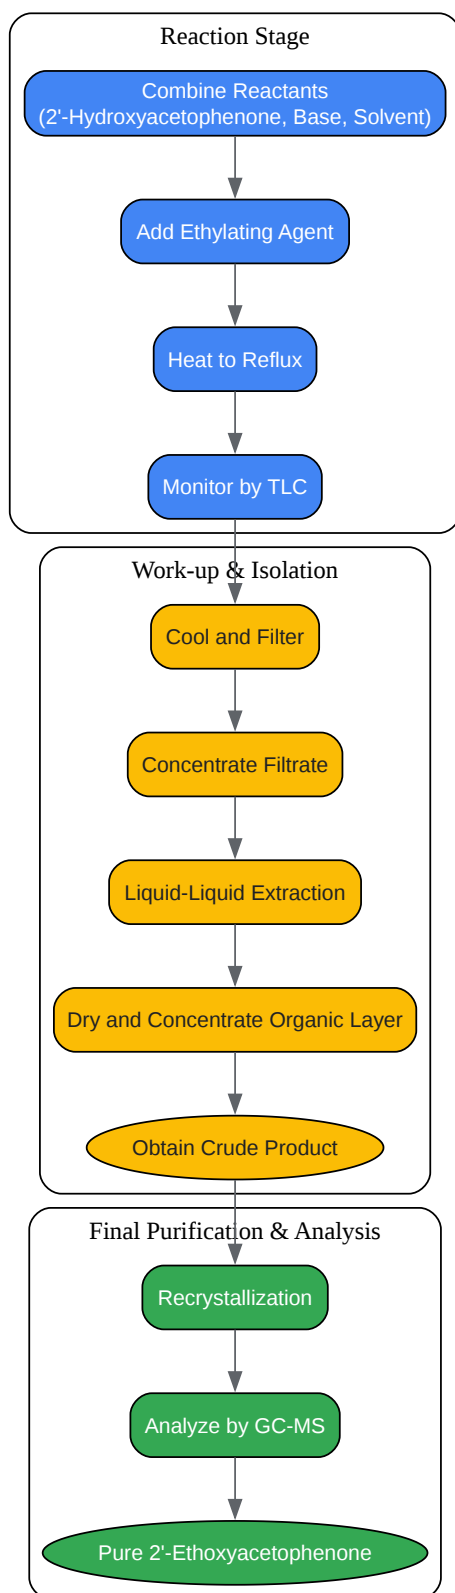 Reaction Stage
Combine Reactants
(2'-Hydroxyacetophenone, Base, Solvent)
Add Ethylating Agent
Heat to Reflux
Monitor by TLC
Work-up & Isolation
Cool and Filter
Concentrate Filtrate
Liquid-Liquid Extraction
Dry and Concentrate Organic Layer
Obtain Crude Product
Final Purification & Analysis
Recrystallization
Analyze by GC-MS
Pure 2'-Ethoxyacetophenone